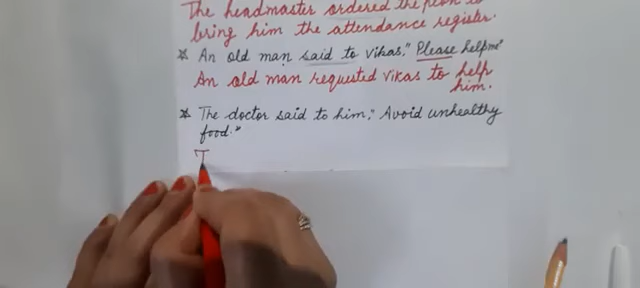 The headmaster ordered the peon to
bring him the attendance register.
☆ An old man said to vikas," Please help me"
An old man requested vikas to help
him.
☆ The doctor said to him," Avoid unhealthy
food."
T